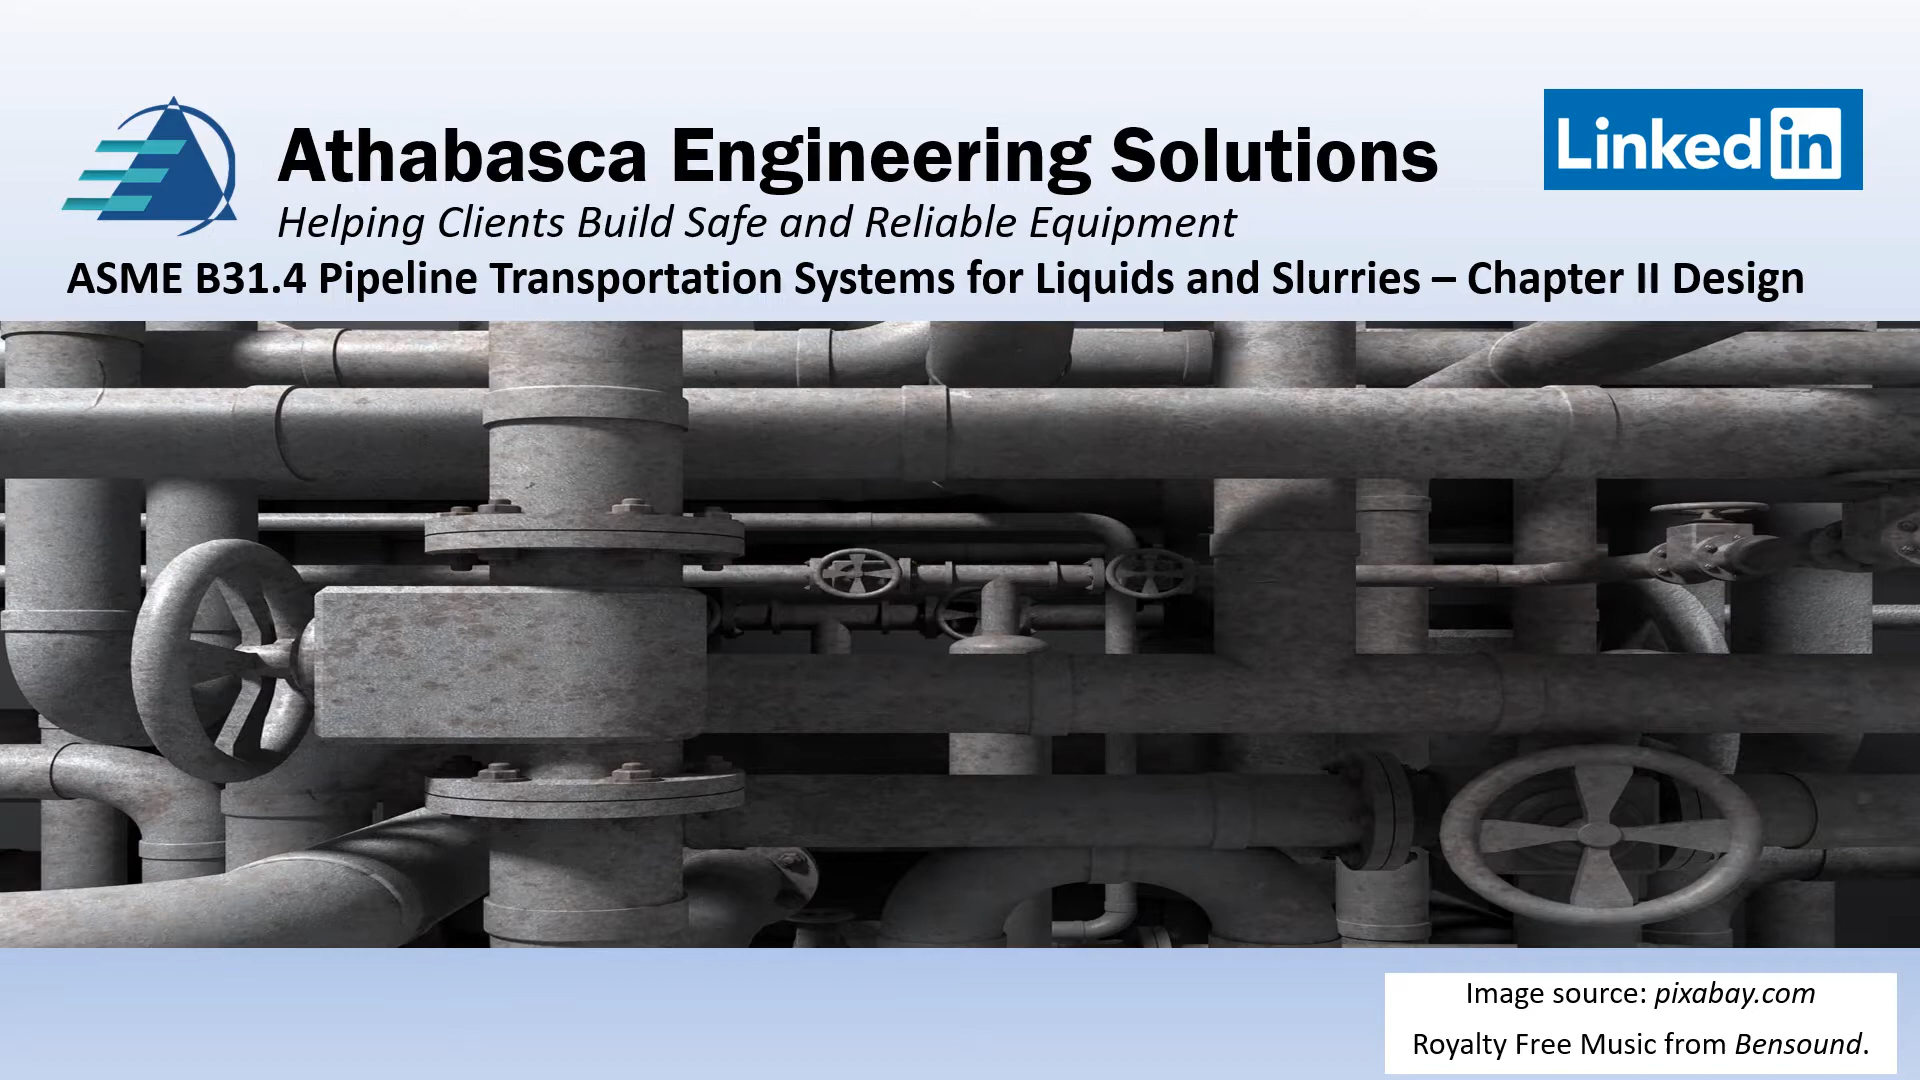 Athabasca Engineering Solutions
Linked in
Helping Clients Build Safe and Reliable Equipment
ASME B31.4 Pipeline Transportation Systems for Liquids and Slurries – Chapter II Design
Image source: pixabay.com
Royalty Free Music from Bensound.